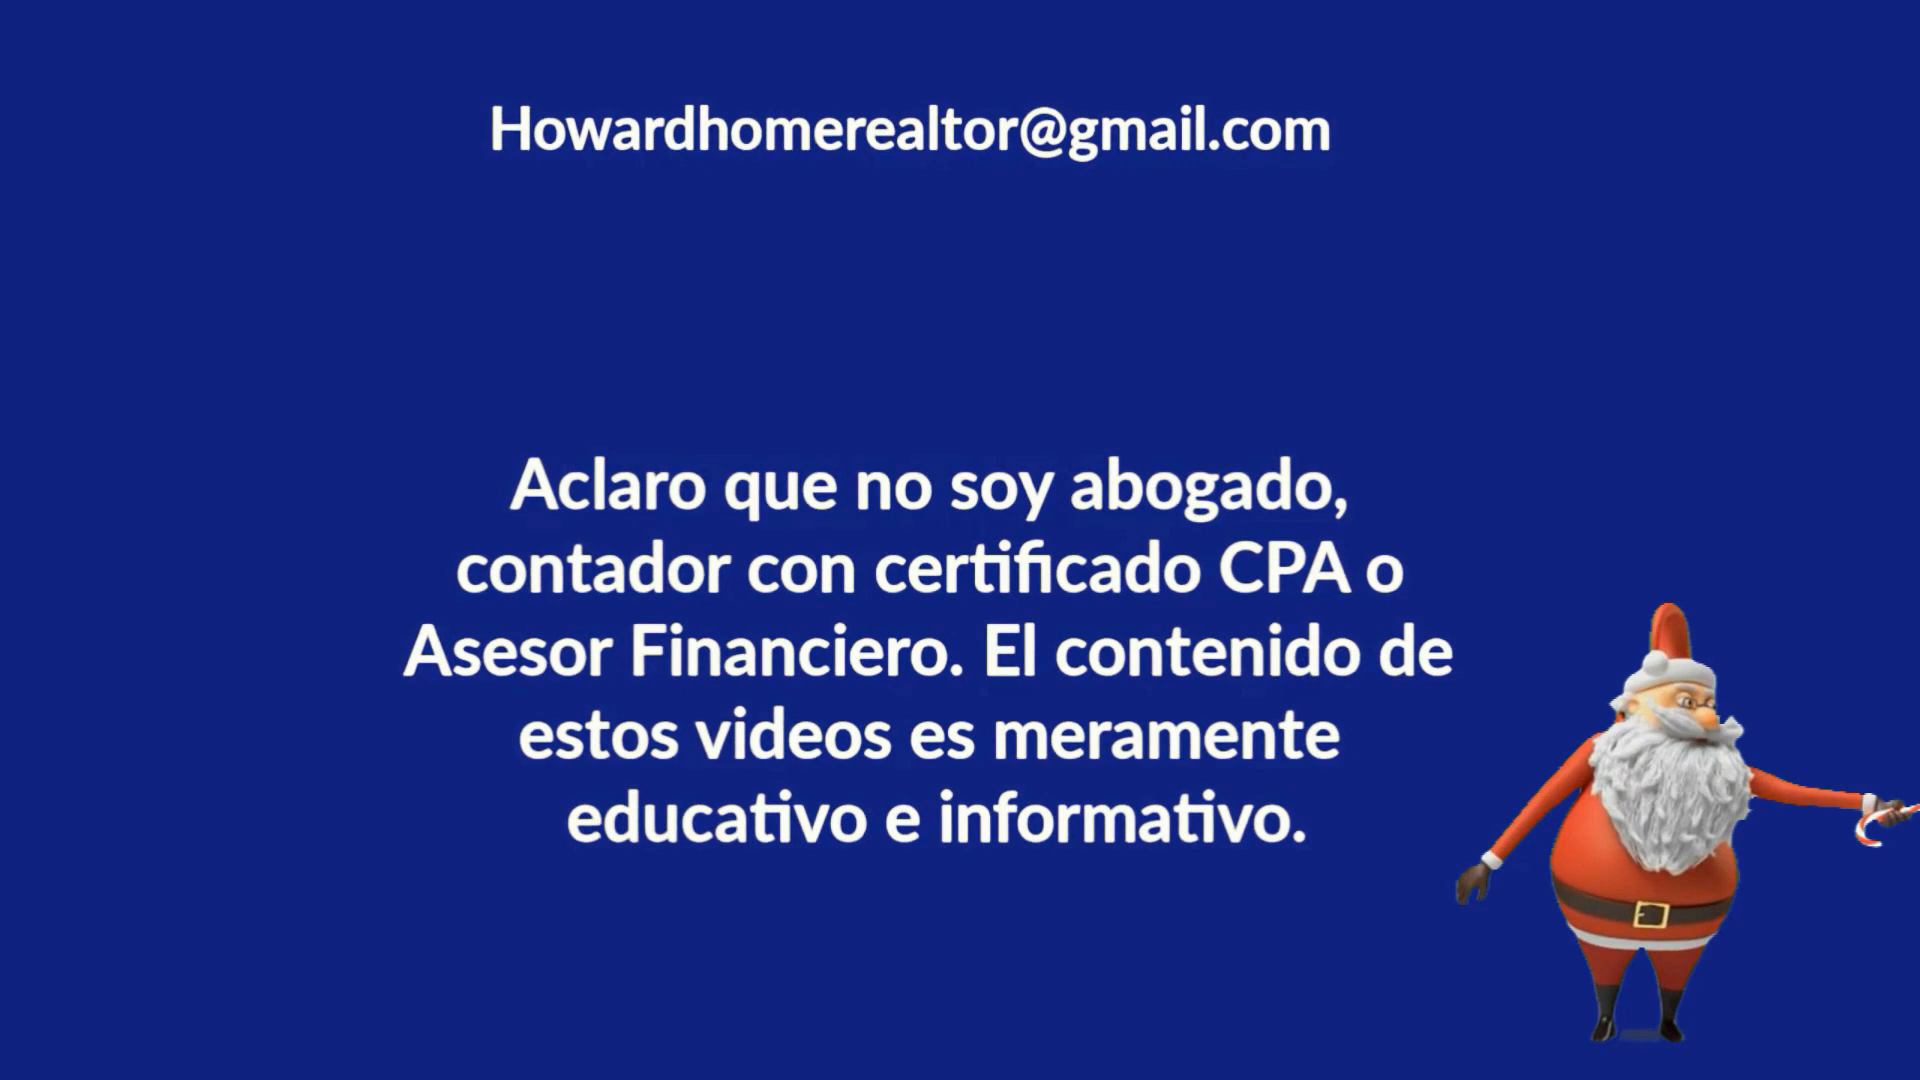 Howardhomerealtor@gmail.com
Aclaro que no soy abogado,
contador con certificado CPA o
Asesor Financiero. El contenido de
estos videos es meramente
educativo e informativo.